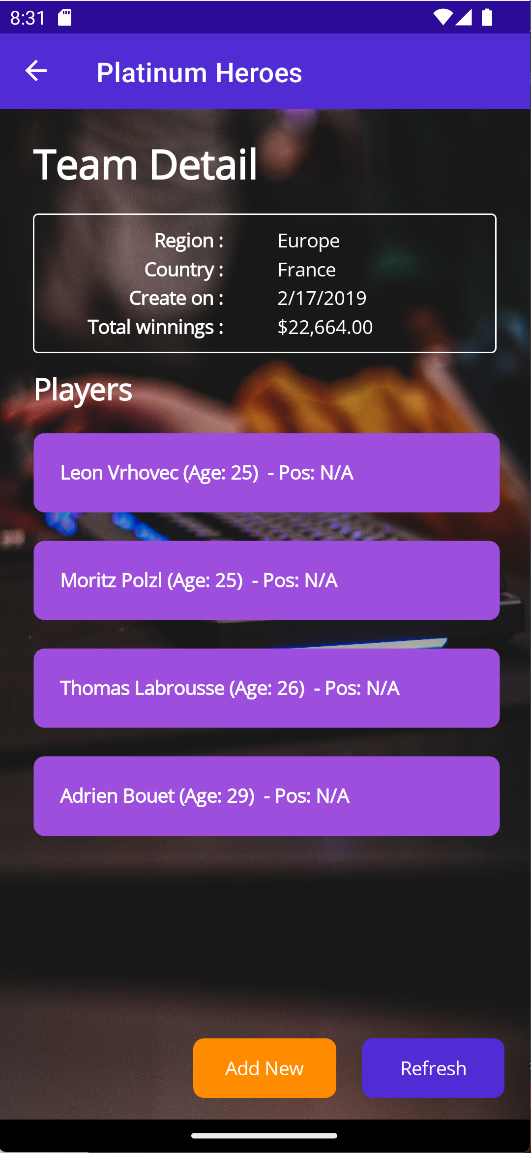 8:31
Platinum Heroes
Team Detail
Region : Europe
Country : France
Create on : 2/17/2019
Total winnings : $22,664.00
Players
Leon Vrhovec (Age: 25)  - Pos: N/A
Moritz Polzl (Age: 25)  - Pos: N/A
Thomas Labrousse (Age: 26)  - Pos: N/A
Adrien Bouet (Age: 29)  - Pos: N/A
Add New Refresh